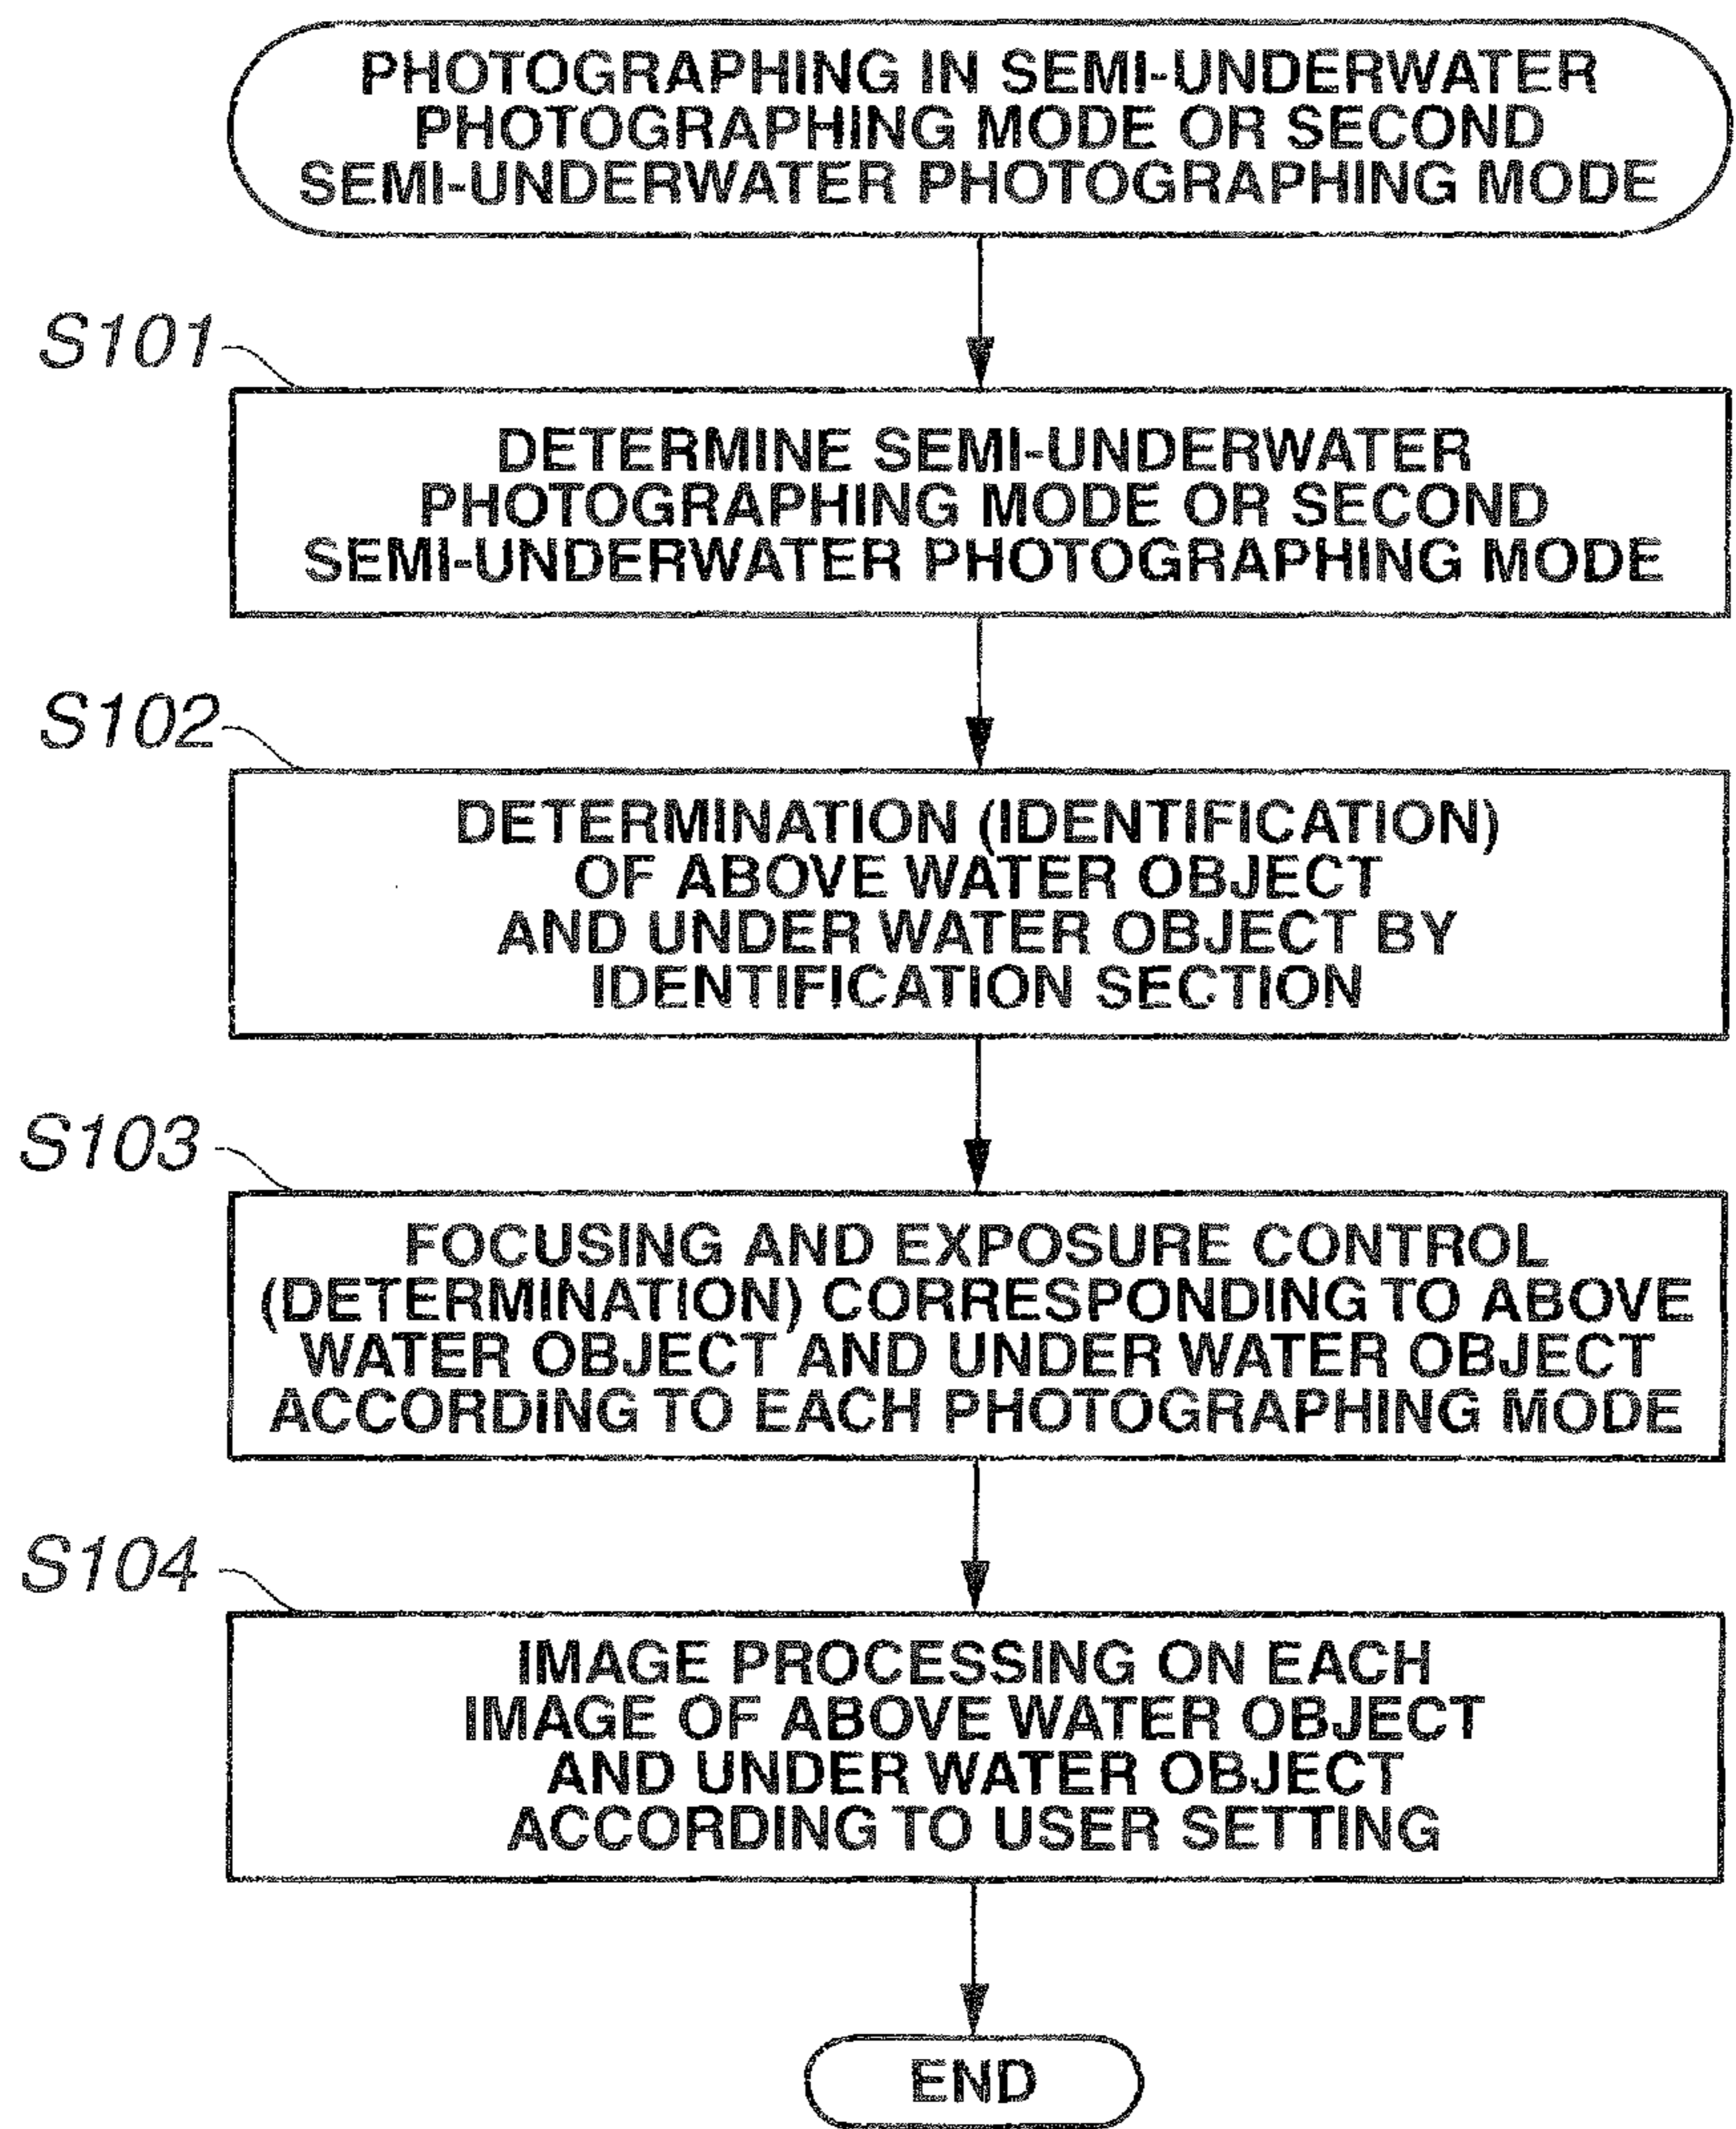 PHOTOGRAPHING IN SEMI-UNDERWATER
PHOTOGRAPHING MODE OR SECOND
SEMI-UNDERWATER PHOTOGRAPHING MODE
S101
DETERMINE SEMI-UNDERWATER
PHOTOGRAPHING MODE OR SECOND
SEMI-UNDERWATER PHOTOGRAPHING MODE
S102
DETERMINATION (IDENTIFICATION)
OF ABOVE WATER OBJECT
AND UNDER WATER OBJECT BY
IDENTIFICATION SECTION
S103
FOCUSING AND EXPOSURE CONTROL
(DETERMINATION) CORRESPONDING TO ABOVE
WATER OBJECT AND UNDER WATER OBJECT
ACCORDING TO EACH PHOTOGRAPHING MODE
S104
IMAGE PROCESSING ON EACH
IMAGE OF ABOVE WATER OBJECT
AND UNDER WATER OBJECT
ACCORDING TO USER SETTING
END